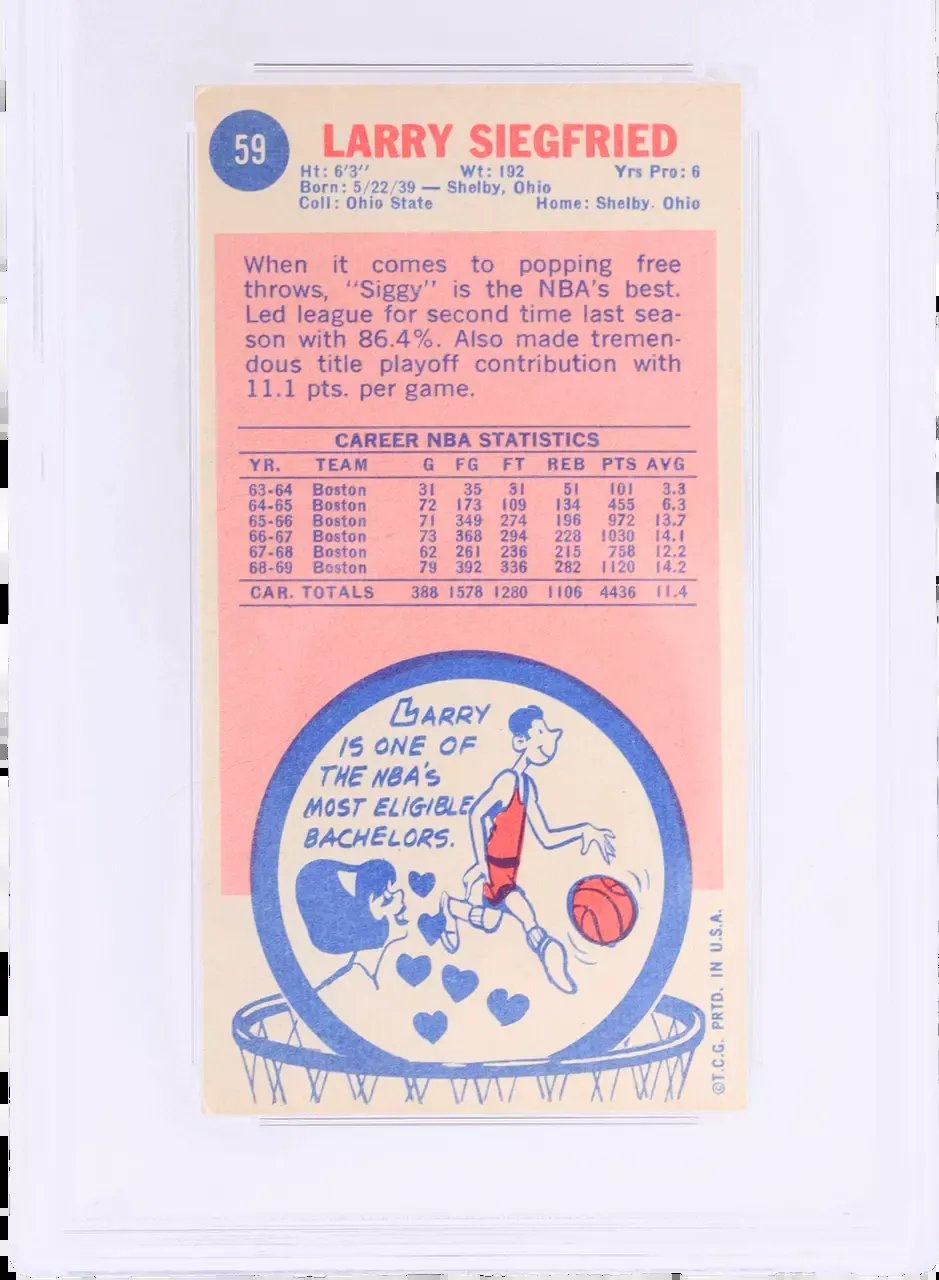 59
LARRY SIEGFRIED
Ht: 6'3" Wt: 192 Yrs Pro: 6
Born: 5/22/39 — Shelby, Ohio
Coll: Ohio State Home: Shelby, Ohio
When it comes to popping free
throws, "Siggy" is the NBA's best.
Led league for second time last sea-
son with 86.4%. Also made tremen-
dous title playoff contribution with
11.1 pts. per game.
CAREER NBA STATISTICS
YR. TEAM G FG FT REB PTS AVG
63-64 Boston 31 35 31 51 101 3.3
64-65 Boston 72 173 109 134 455 6.3
65-66 Boston 71 349 274 196 972 13.7
66-67 Boston 73 368 294 228 1030 14.1
67-68 Boston 62 261 236 215 758 12.2
68-69 Boston 79 392 336 282 1120 14.2
CAR. TOTALS 388 1578 1280 1106 4436 11.4
LARRY
IS ONE OF
THE NBA'S
MOST ELIGIBLE
BACHELORS.
©T.C.G. PRTD. IN U.S.A.